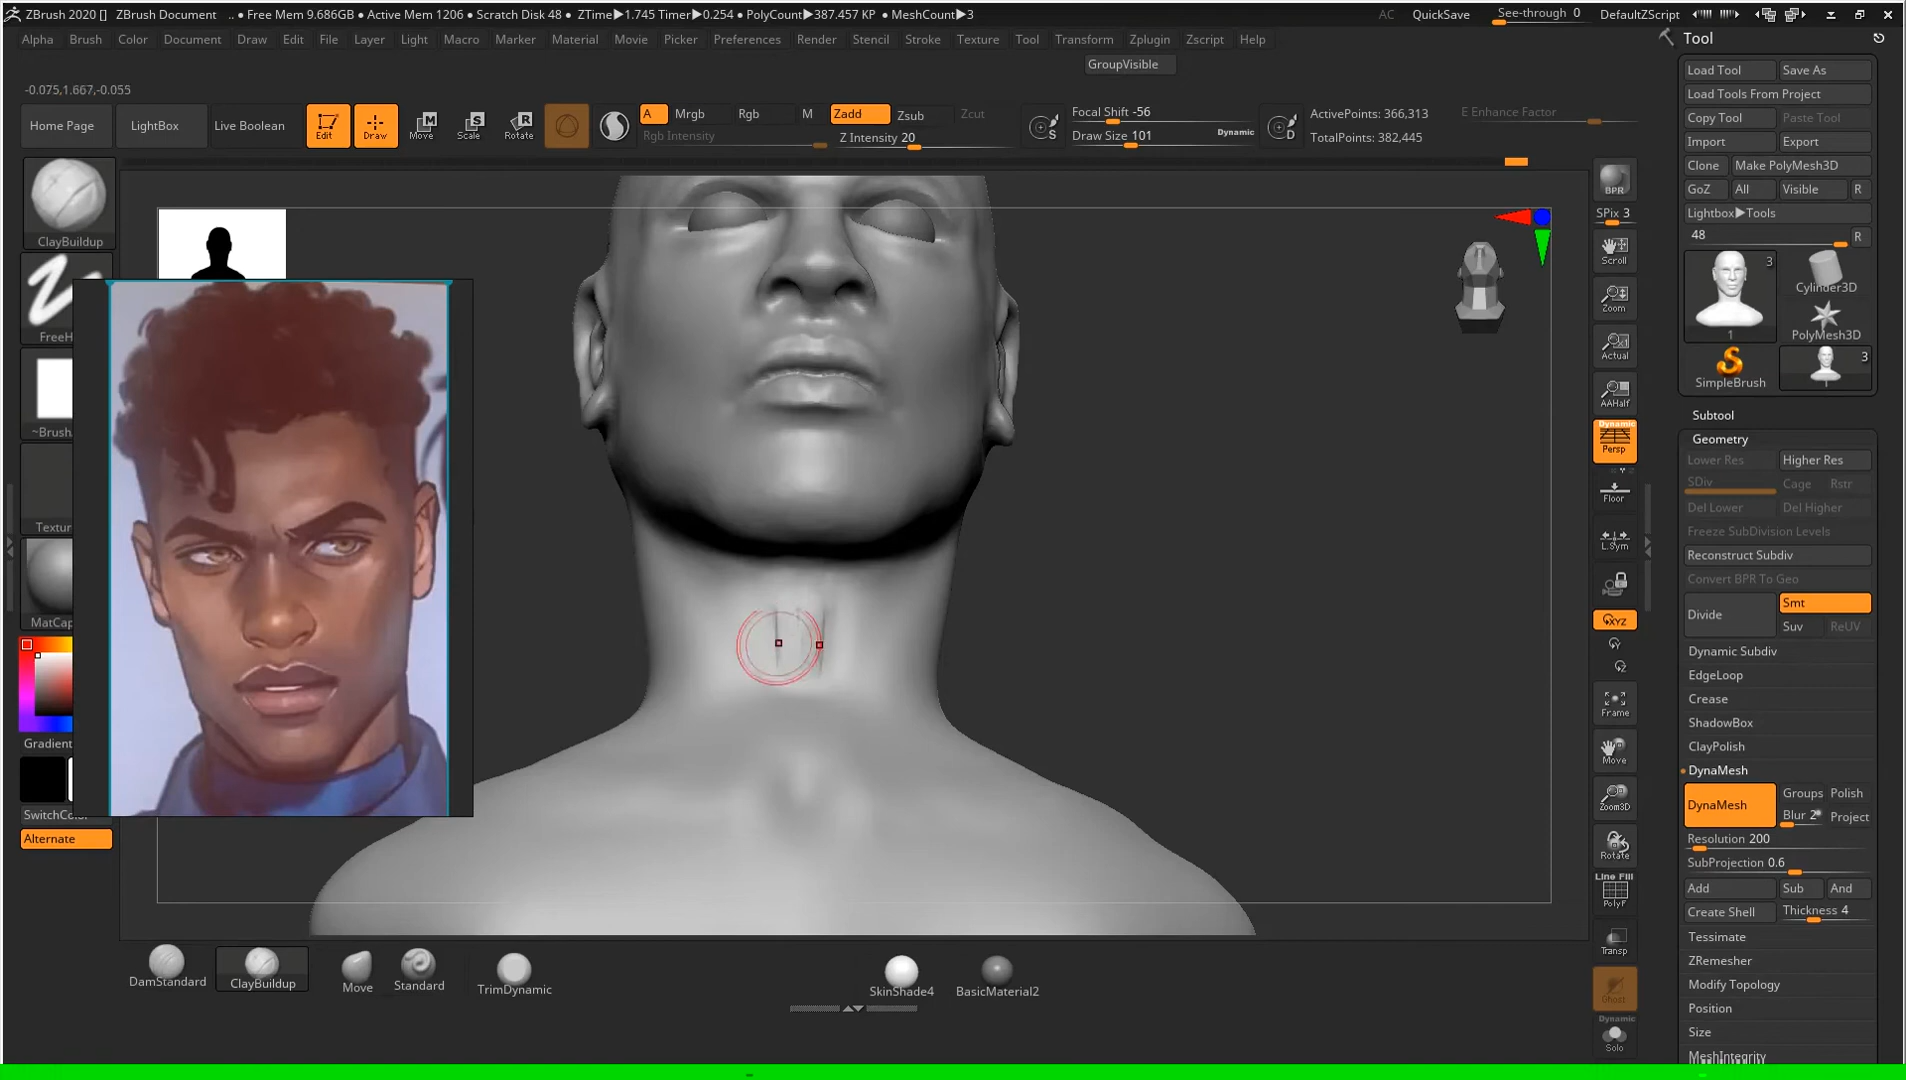 ZBrush 2020 [] ZBrush Document .. • Free Mem 9.686GB • Active Mem 1206 • Scratch Disk 48 • ZTime▶1.745 Timer▶0.254 • PolyCount▶387.457 KP • MeshCount▶3 AC QuickSave See-through 0 DefaultZScript
Alpha Brush Color Document Draw Edit File Layer Light Macro Marker Material Movie Picker Preferences Render Stencil Stroke Texture Tool Transform Zplugin Zscript Help
GroupVisible
-0.075,1.667,-0.055
Home Page LightBox Live Boolean Edit Draw Move Scale Rotate
A Mrgb Rgb M Zadd Zsub Zcut
Rgb Intensity Z Intensity 20
Focal Shift -56
Draw Size 101 Dynamic
ActivePoints: 366,313
TotalPoints: 382,445
E Enhance Factor
ClayBuildup
FreeH
~Brush
Textur
MatCap
Gradient
SwitchColo
Alternate
DamStandard ClayBuildup Move Standard TrimDynamic SkinShade4 BasicMaterial2
BPR
SPix 3
Scroll
Zoom
Actual
AAHalf
Dynamic
Persp
Floor
L.Sym
XYZ
Frame
Move
Zoom3D
Rotate
Line Fill
PolyF
Transp
Ghost
Dynamic
Solo
Tool
Load Tool Save As
Load Tools From Project
Copy Tool Paste Tool
Import Export
Clone Make PolyMesh3D
GoZ All Visible R
Lightbox▶Tools
48 R
3
1
Cylinder3D
PolyMesh3D
SimpleBrush
3
1
Subtool
Geometry
Lower Res Higher Res
SDiv Cage Rstr
Del Lower Del Higher
Freeze SubDivision Levels
Reconstruct Subdiv
Convert BPR To Geo
Divide Smt
Suv ReUV
Dynamic Subdiv
EdgeLoop
Crease
ShadowBox
ClayPolish
DynaMesh
DynaMesh Groups Polish
Blur 2 Project
Resolution 200
SubProjection 0.6
Add Sub And
Create Shell Thickness 4
Tessimate
ZRemesher
Modify Topology
Position
Size
MeshIntegrity